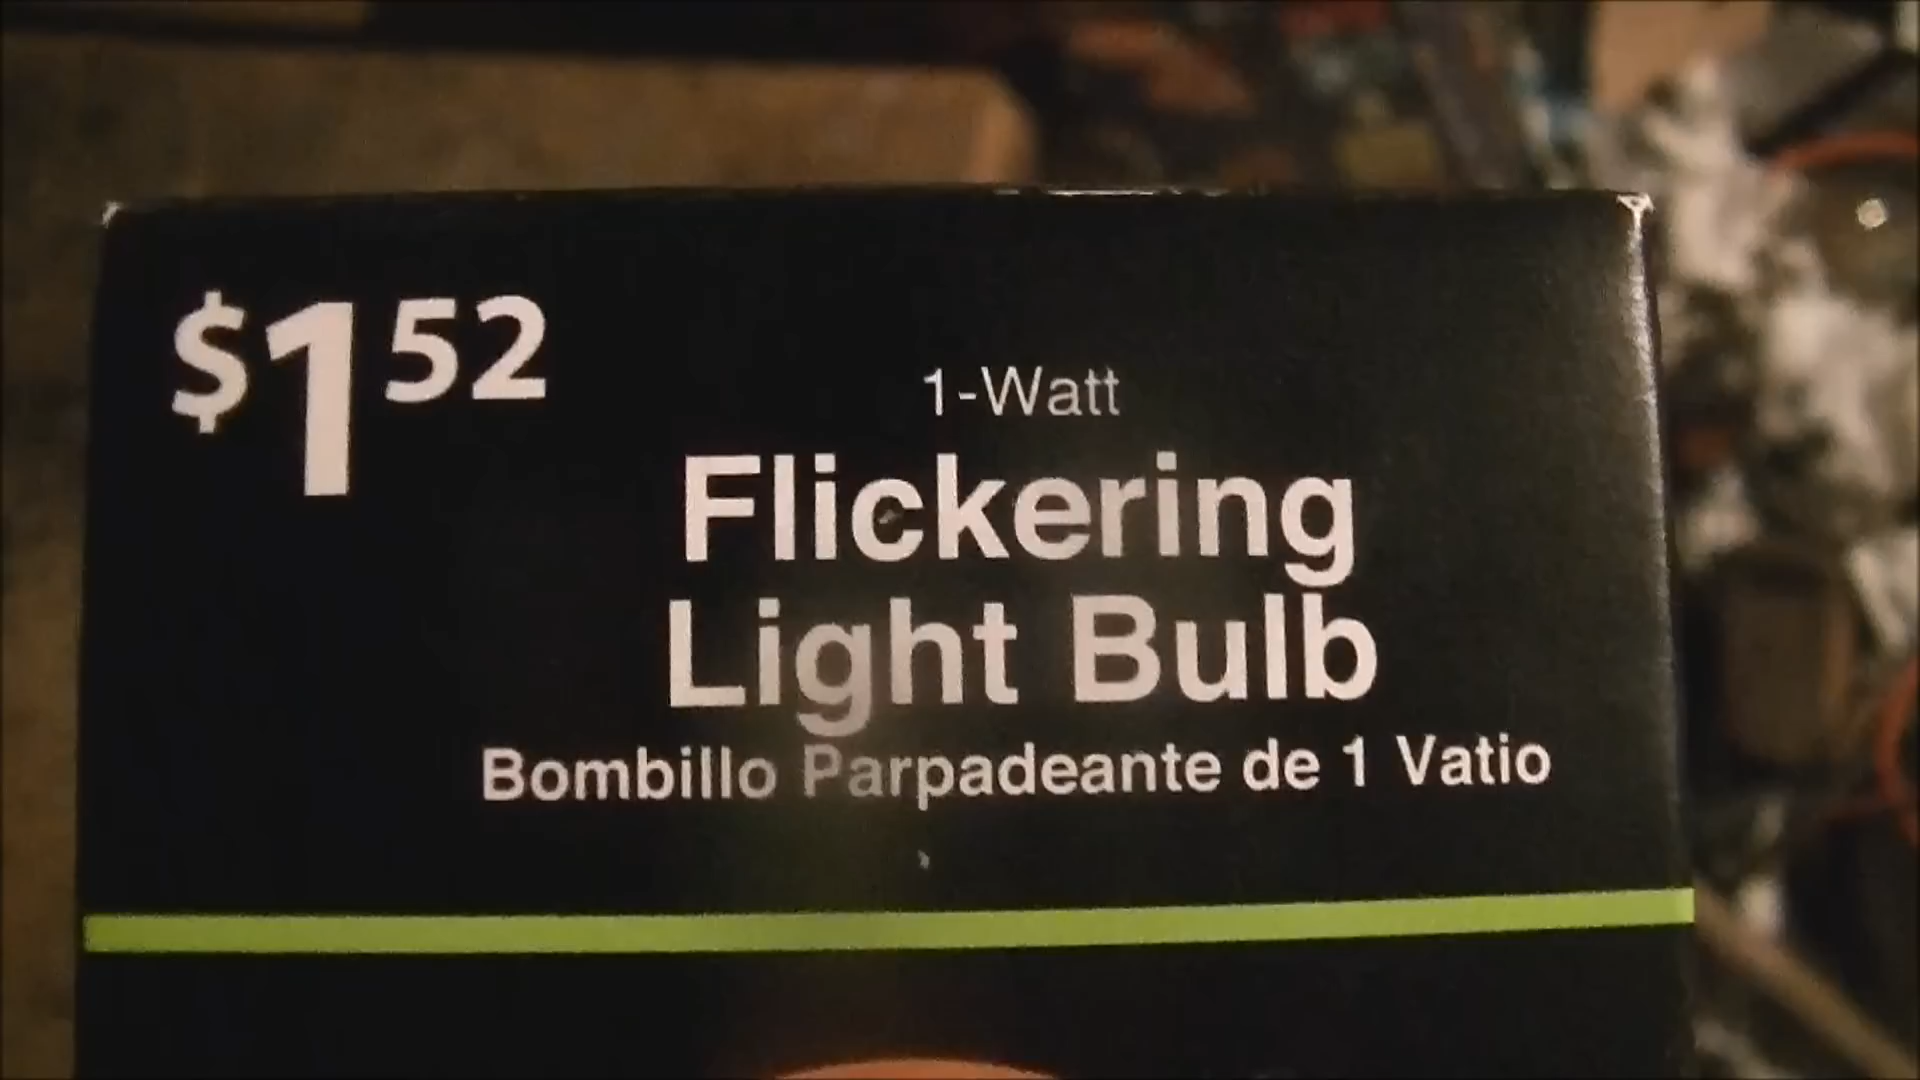 $1 52
1-Watt
Flickering
Light Bulb
Bombillo Parpadeante de 1 Vatio